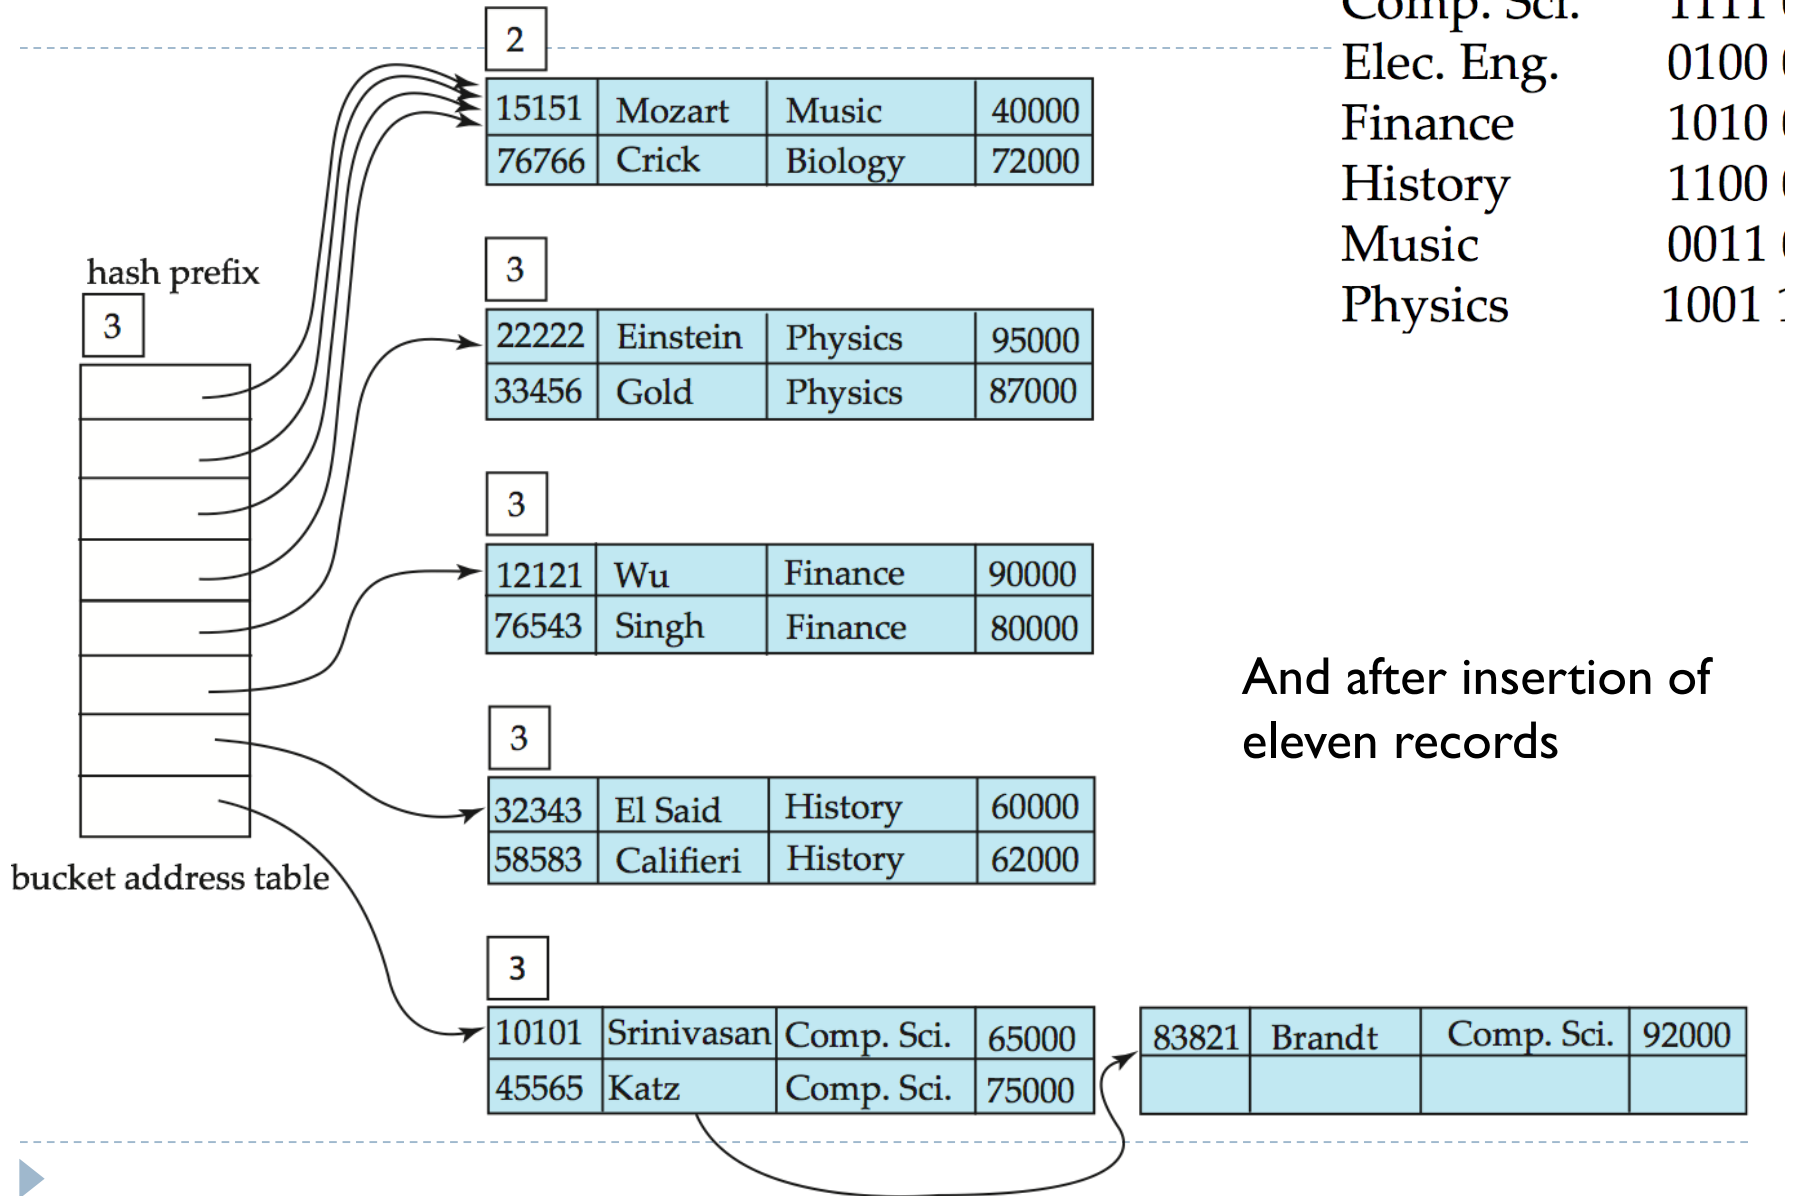 2
15151 Mozart Music 40000
76766 Crick Biology 72000
hash prefix
3
3
22222 Einstein Physics 95000
33456 Gold Physics 87000
3
12121 Wu Finance 90000
76543 Singh Finance 80000
3
32343 El Said History 60000
58583 Califieri History 62000
bucket address table
3
10101 Srinivasan Comp. Sci. 65000
45565 Katz Comp. Sci. 75000
83821 Brandt Comp. Sci. 92000
Comp. Sci. 1111
Elec. Eng. 0100
Finance 1010
History 1100
Music 0011
Physics 1001
And after insertion of
eleven records